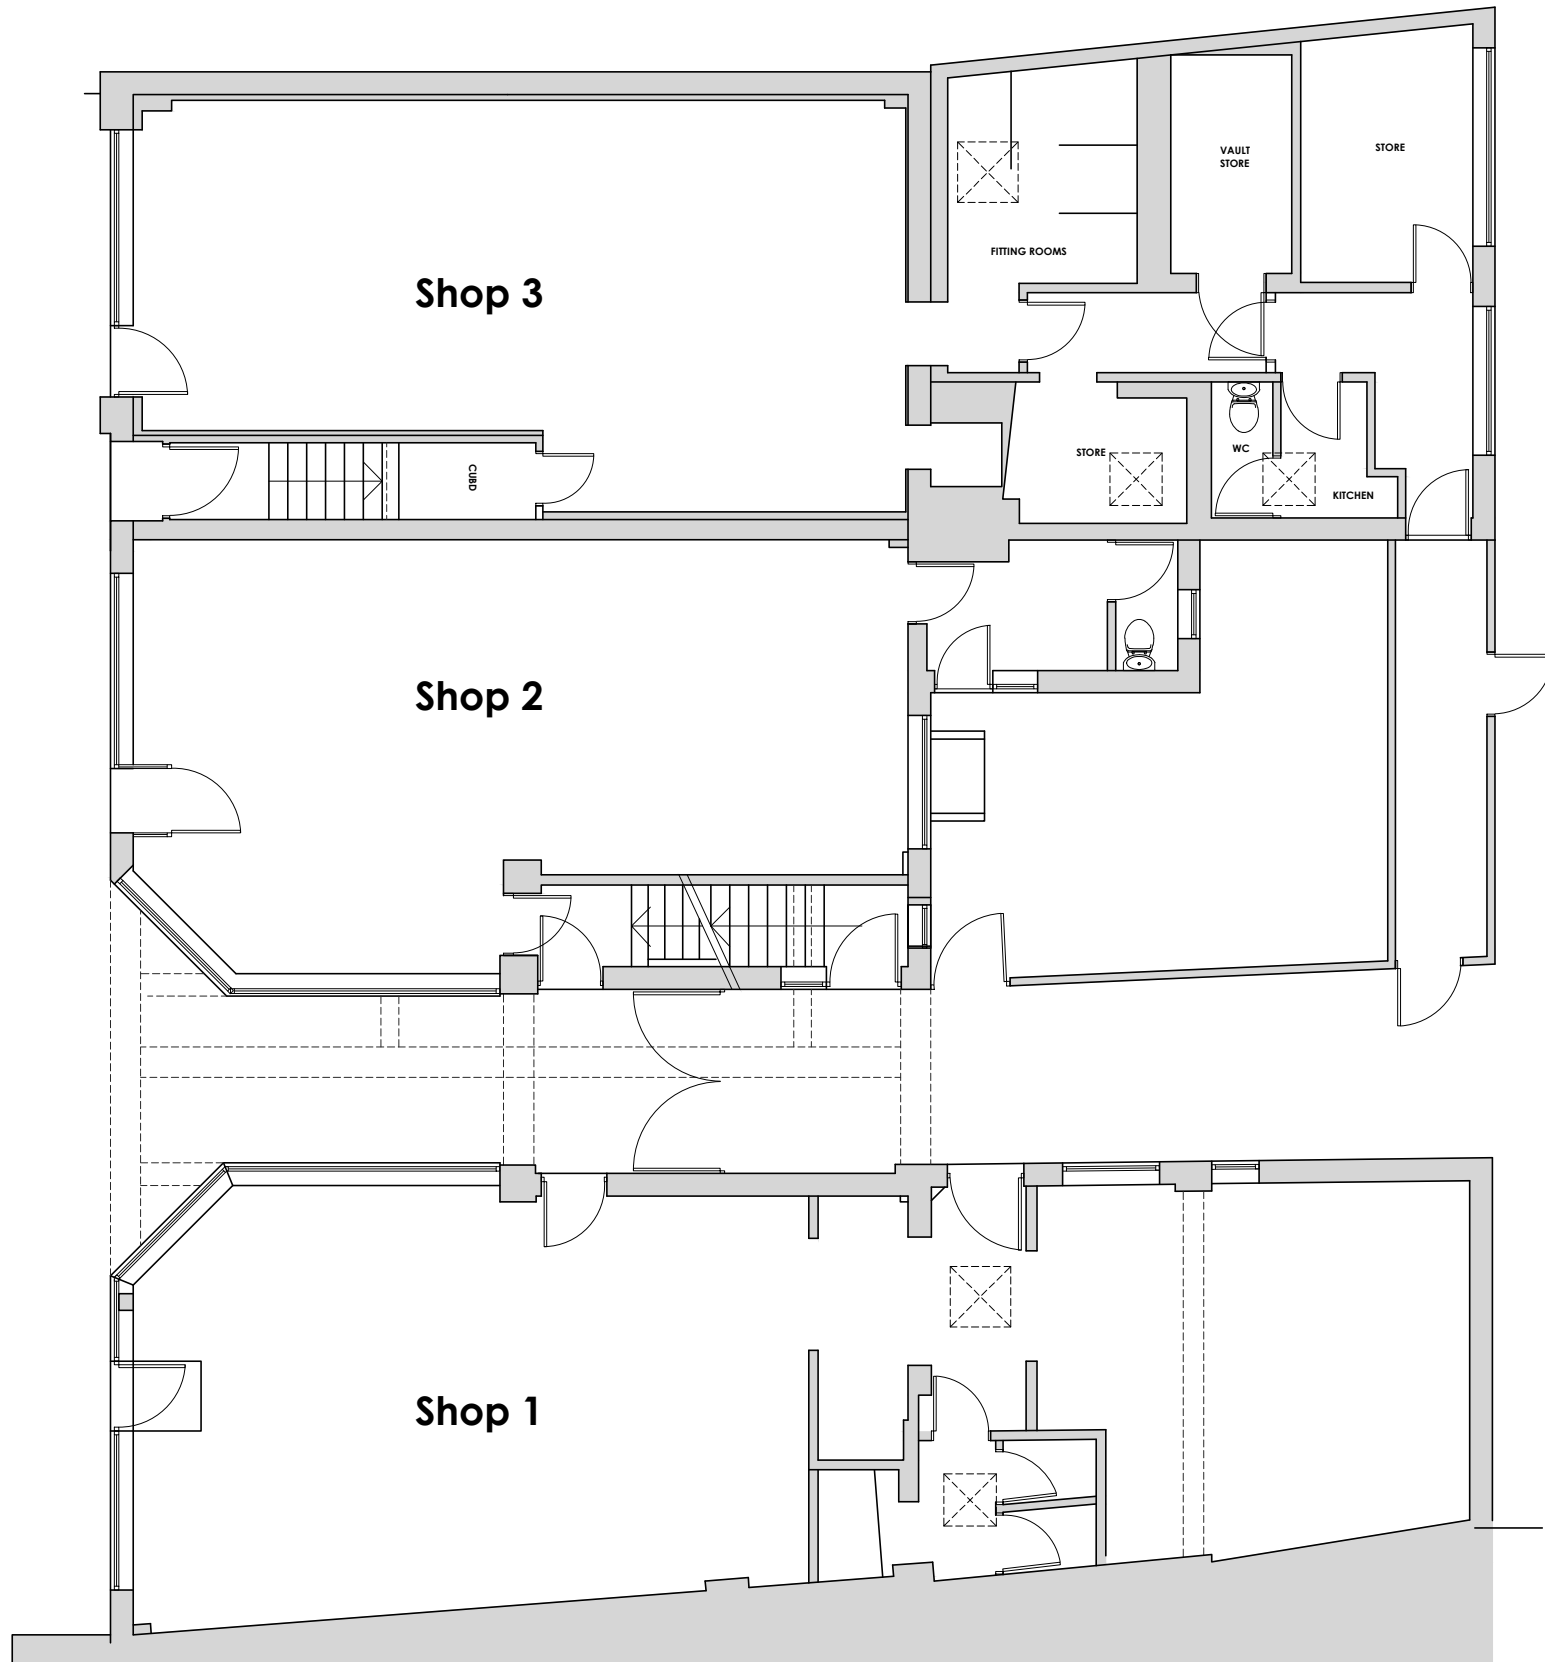 VAULT
STORE
STORE
FITTING ROOMS
Shop 3
STORE
WC
CUBD
KITCHEN
Shop 2
Shop 1